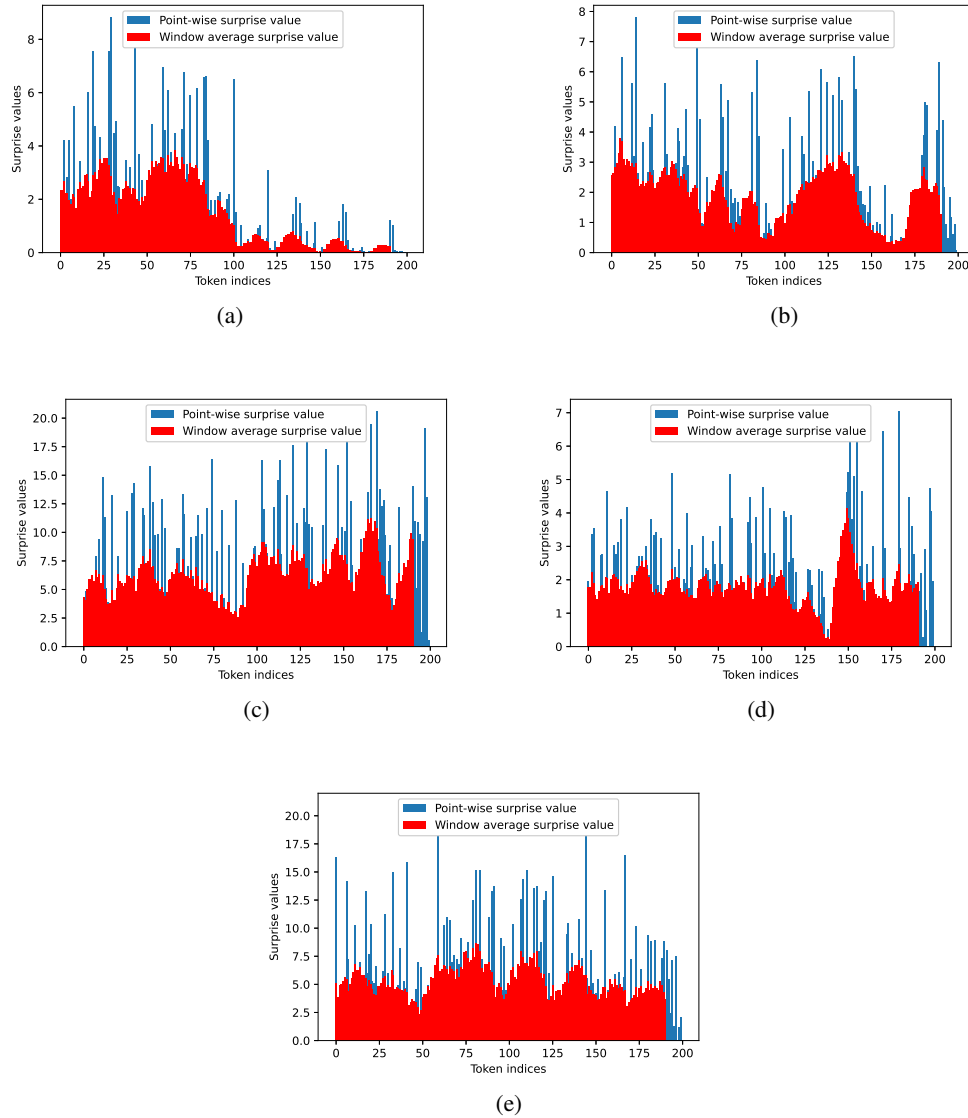 Point-wise surprise value
Window average surprise value
Surprise values
8
6
4
2
0
0 25 50 75 100 125 150 175 200
Token indices
(a)
Point-wise surprise value
Window average surprise value
Surprise values
8
7
6
5
4
3
2
1
0
0 25 50 75 100 125 150 175 200
Token indices
(b)
Point-wise surprise value
Window average surprise value
Surprise values
20.0
17.5
15.0
12.5
10.0
7.5
5.0
2.5
0.0
0 25 50 75 100 125 150 175 200
Token indices
(c)
Point-wise surprise value
Window average surprise value
Surprise values
7
6
5
4
3
2
1
0
0 25 50 75 100 125 150 175 200
Token indices
(d)
Point-wise surprise value
Window average surprise value
Surprise values
20.0
17.5
15.0
12.5
10.0
7.5
5.0
2.5
0.0
0 25 50 75 100 125 150 175 200
Token indices
(e)